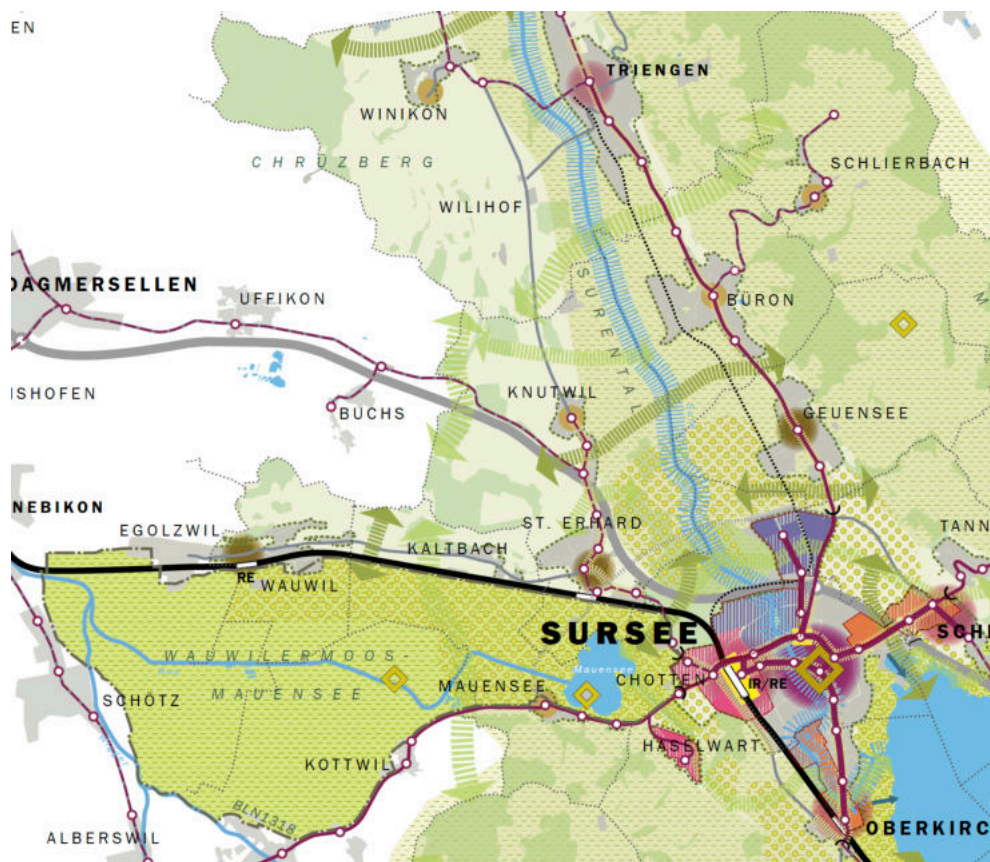 EN
TRIENGEN
WINIKON
CHRÜZBERG
SCHLIERBACH
WILIHOF
DAGMERSELLEN
UFFIKON
SURENTAL
BÜRON
M
ISHOFEN
BUCHS
KNUTWIL
GEUENSEE
NEBIKON
EGOLZWIL
ST. ERHARD
KALTBACH
TANN
RE
WAUWIL
SURSEE
SCHE
WAUWILERMOOS-
MAUENSEE
Mauensee
CHOTTEN
IR/RE
SCHÖTZ
MAUENSEE
HASELWART
KOTTWIL
BLN1318
ALBERSWIL
OBERKIRC